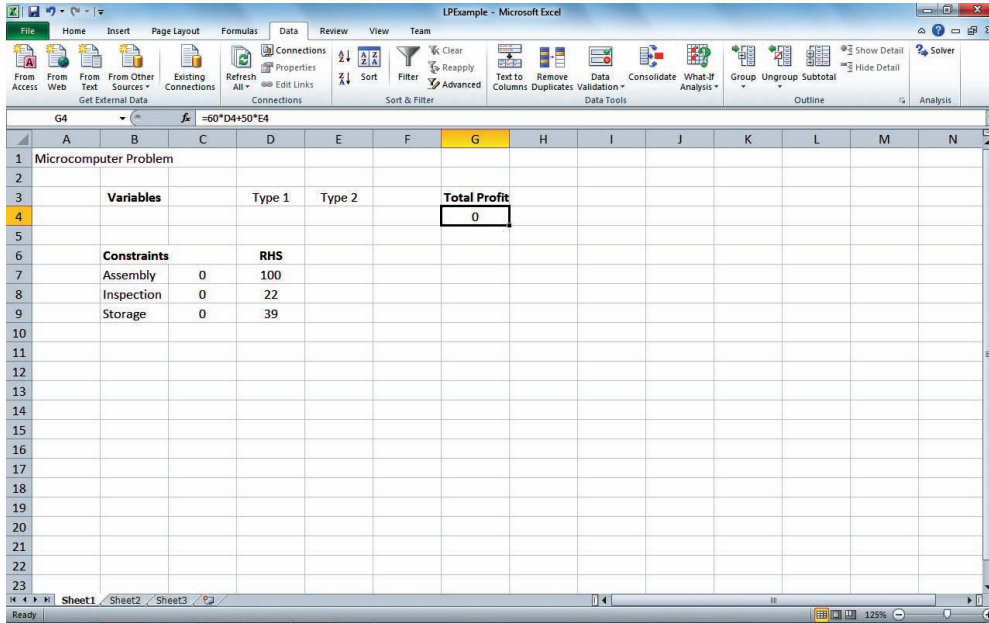 LPExample - Microsoft Excel
File Home Insert Page Layout Formulas Data Review View Team
From Access
From Web
From Text
From Other Sources
Existing Connections
Get External Data
Refresh All
Connections
Properties
Edit Links
Connections
Sort
Filter
Clear
Reapply
Advanced
Sort & Filter
Text to Columns
Remove Duplicates
Data Validation
Consolidate
What-If Analysis
Data Tools
Group
Ungroup
Subtotal
Show Detail
Hide Detail
Outline
Solver
Analysis
G4 fx =60*D4+50*E4
A B C D E F G H I J K L M N
1 Microcomputer Problem
2
3 Variables Type 1 Type 2 Total Profit
4 0
5
6 Constraints RHS
7 Assembly 0 100
8 Inspection 0 22
9 Storage 0 39
10
11
12
13
14
15
16
17
18
19
20
21
22
23
Sheet1 Sheet2 Sheet3
Ready 125%